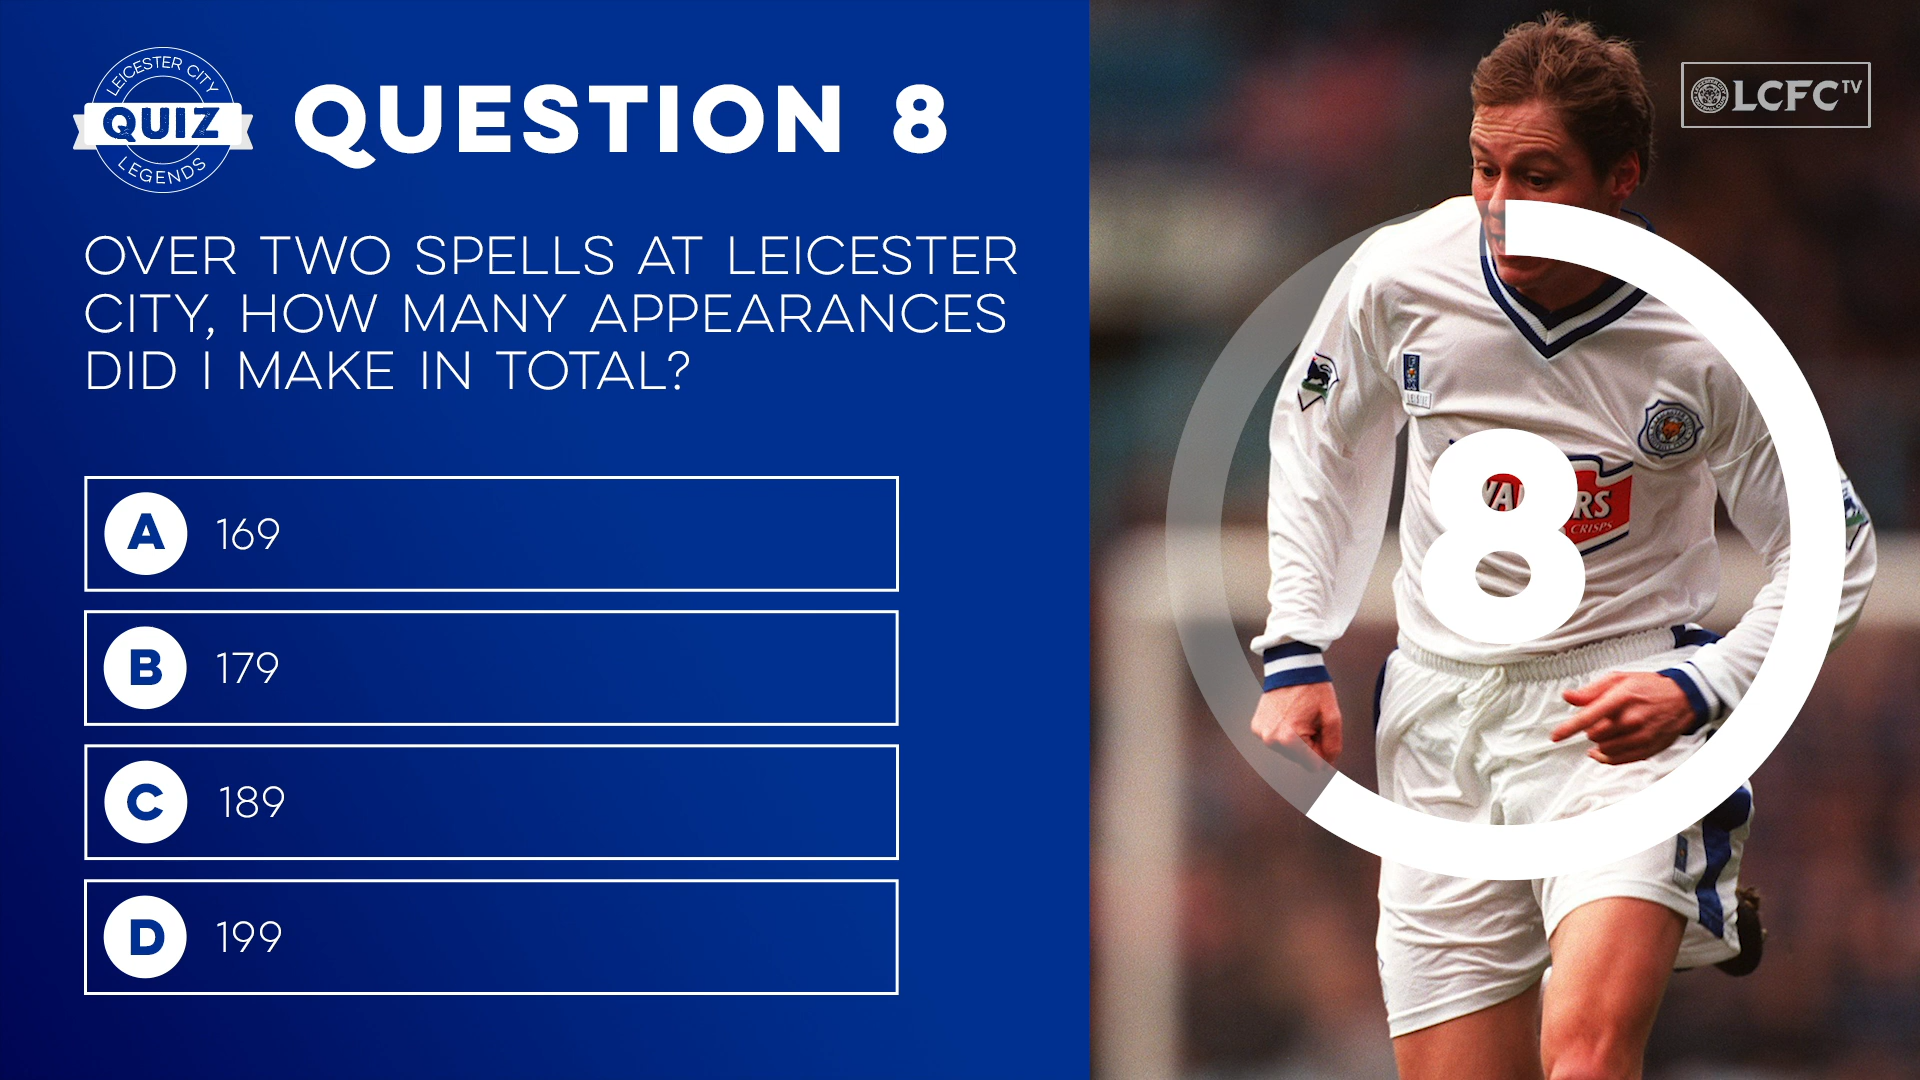 LEICESTER CITY
QUIZ
LEGENDS
QUESTION 8
OVER TWO SPELLS AT LEICESTER
CITY, HOW MANY APPEARANCES
DID I MAKE IN TOTAL?
A 169
B 179
C 189
D 199
LCFC TV
8
CRISPS